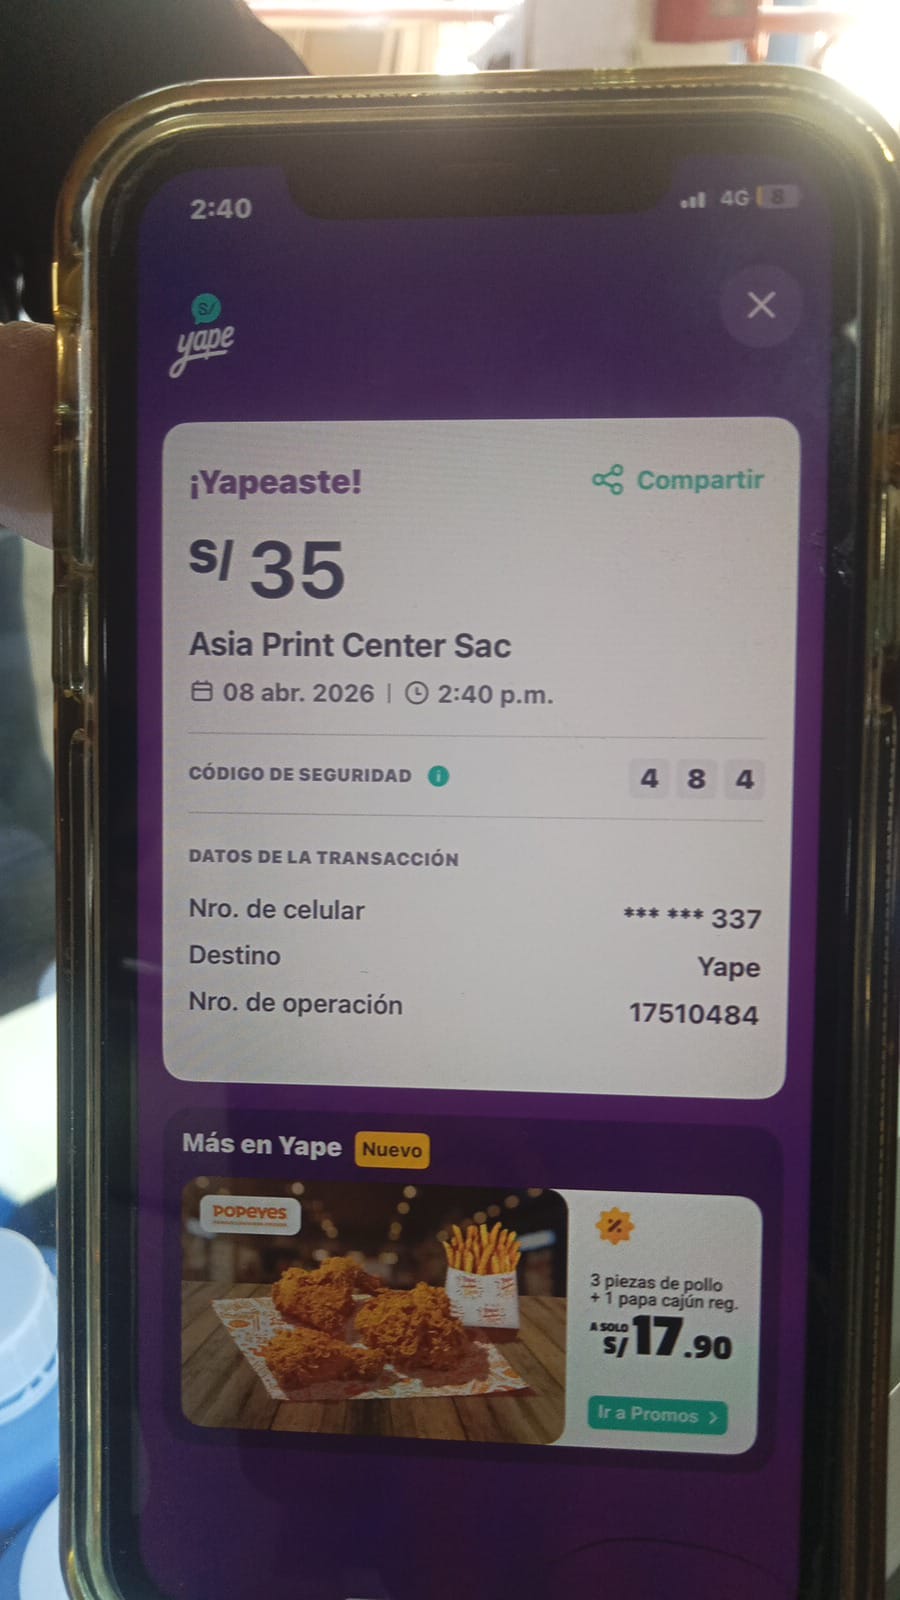 2:40
4G 8
S/
yape
¡Yapeaste!
Compartir
S/ 35
Asia Print Center Sac
08 abr. 2026 | 2:40 p.m.
CÓDIGO DE SEGURIDAD i 4 8 4
DATOS DE LA TRANSACCIÓN
Nro. de celular *** *** 337
Destino Yape
Nro. de operación 17510484
Más en Yape Nuevo
POPEYES
%
3 piezas de pollo
+ 1 papa cajún reg.
A SOLO
S/ 17.90
Ir a Promos >